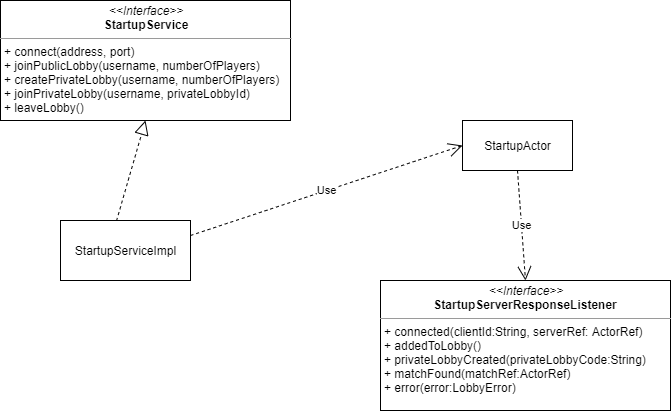 <<Interface>>
StartupService
+ connect(address, port)
+ joinPublicLobby(username, numberOfPlayers)
+ createPrivateLobby(username, numberOfPlayers)
+ joinPrivateLobby(username, privateLobbyId)
+ leaveLobby()
StartupActor
Use
Use
StartupServiceImpl
<<Interface>>
StartupServerResponseListener
+ connected(clientId:String, serverRef: ActorRef)
+ addedToLobby()
+ privateLobbyCreated(privateLobbyCode:String)
+ matchFound(matchRef:ActorRef)
+ error(error:LobbyError)